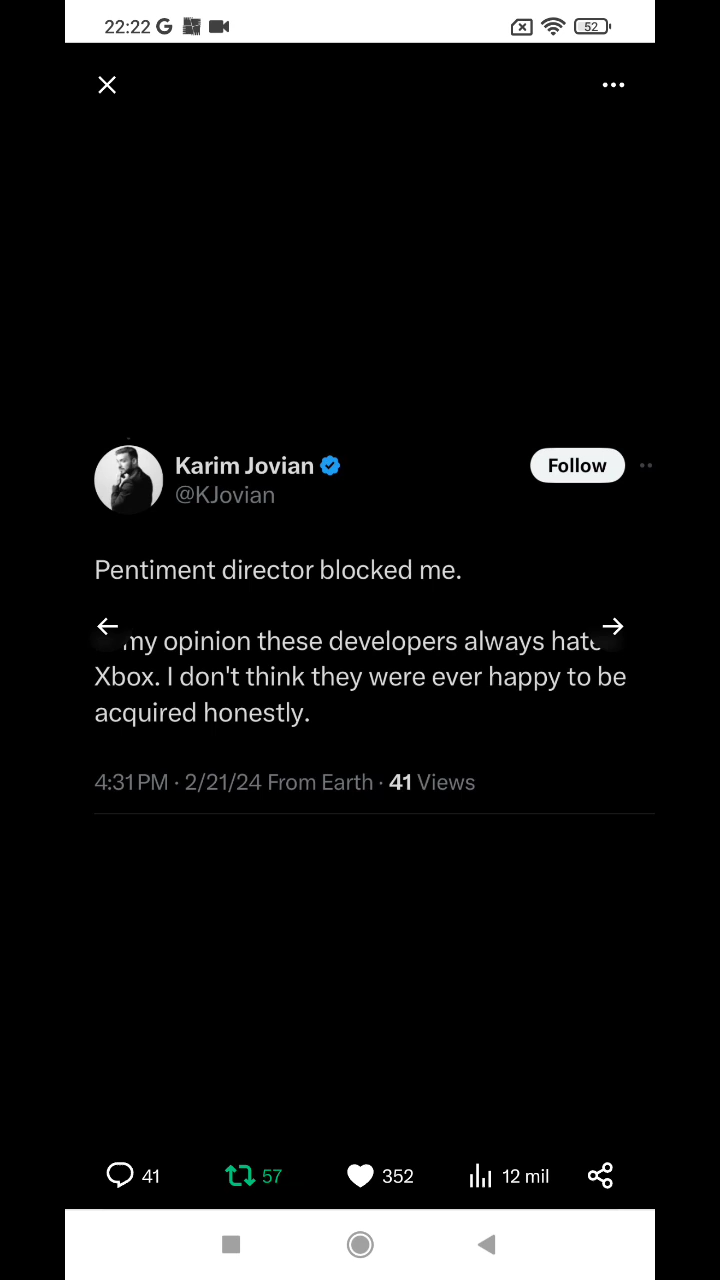 22:22
52
Karim Jovian
@KJovian
Follow
Pentiment director blocked me.
my opinion these developers always hate
Xbox. I don't think they were ever happy to be
acquired honestly.
4:31 PM · 2/21/24 From Earth · 41 Views
41
57
352
12 mil